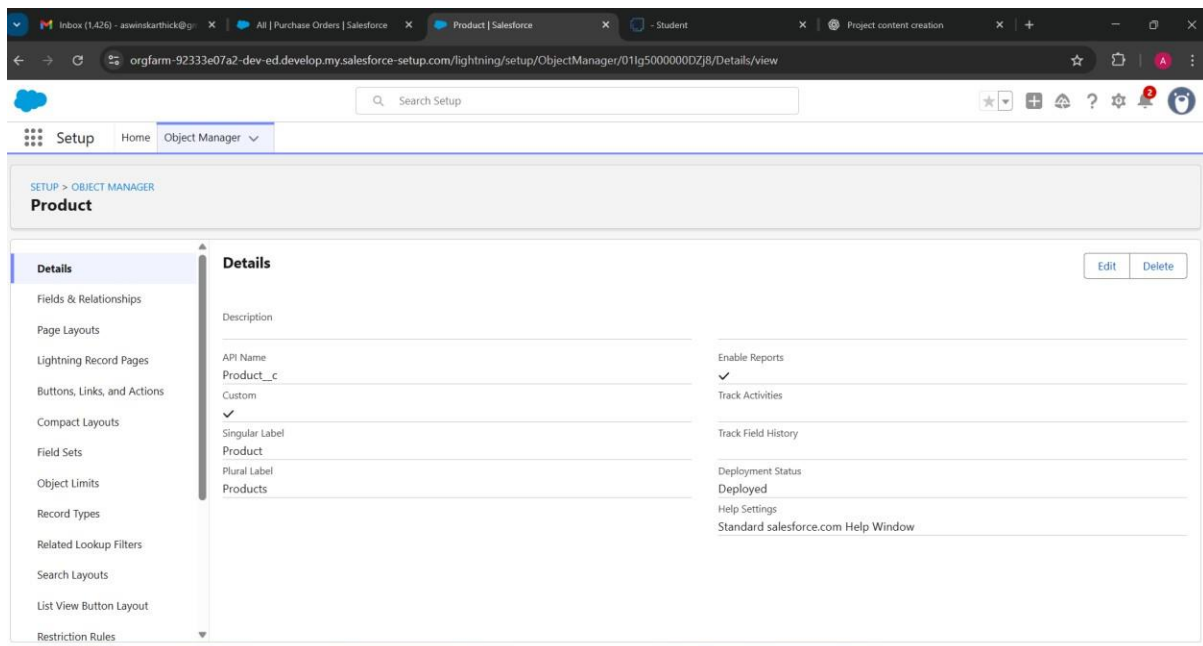 Inbox (1,426) - aswinskarthick@gm
All | Purchase Orders | Salesforce
Product | Salesforce
- Student
Project content creation
orgfarm-92333e07a2-dev-ed.develop.my.salesforce-setup.com/lightning/setup/ObjectManager/01Ig5000000DZj8/Details/view
A
Search Setup
2
Setup
Home
Object Manager
SETUP > OBJECT MANAGER
Product
Details
Fields & Relationships
Page Layouts
Lightning Record Pages
Buttons, Links, and Actions
Compact Layouts
Field Sets
Object Limits
Record Types
Related Lookup Filters
Search Layouts
List View Button Layout
Restriction Rules
Details
Edit
Delete
Description
API Name
Product__c
Custom
Singular Label
Product
Plural Label
Products
Enable Reports
Track Activities
Track Field History
Deployment Status
Deployed
Help Settings
Standard salesforce.com Help Window